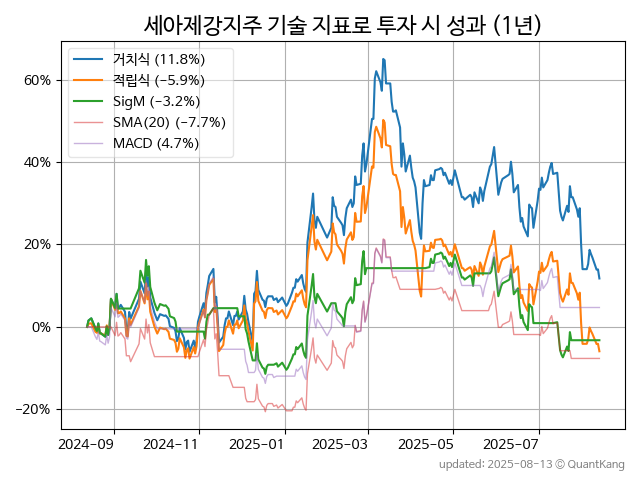 세아제강지주 기술 지표로 투자 시 성과 (1년)
거치식 (11.8%)
적립식 (−5.9%)
SigM (−3.2%)
SMA(20) (−7.7%)
MACD (4.7%)
60%
40%
20%
0%
−20%
2024−09
2024−11
2025−01
2025−03
2025−05
2025−07
updated: 2025-08-13 © QuantKang